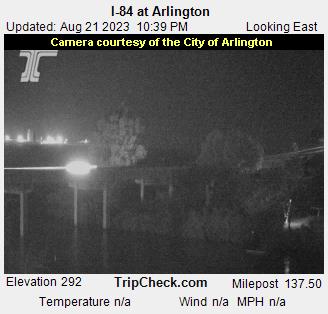 I-84 at Arlington
Updated: Aug 21 2023 10:39 PM Looking East
Camera courtesy of the City of Arlington
Elevation 292 TripCheck.com Milepost 137.50
Temperature n/a Wind n/a MPH n/a